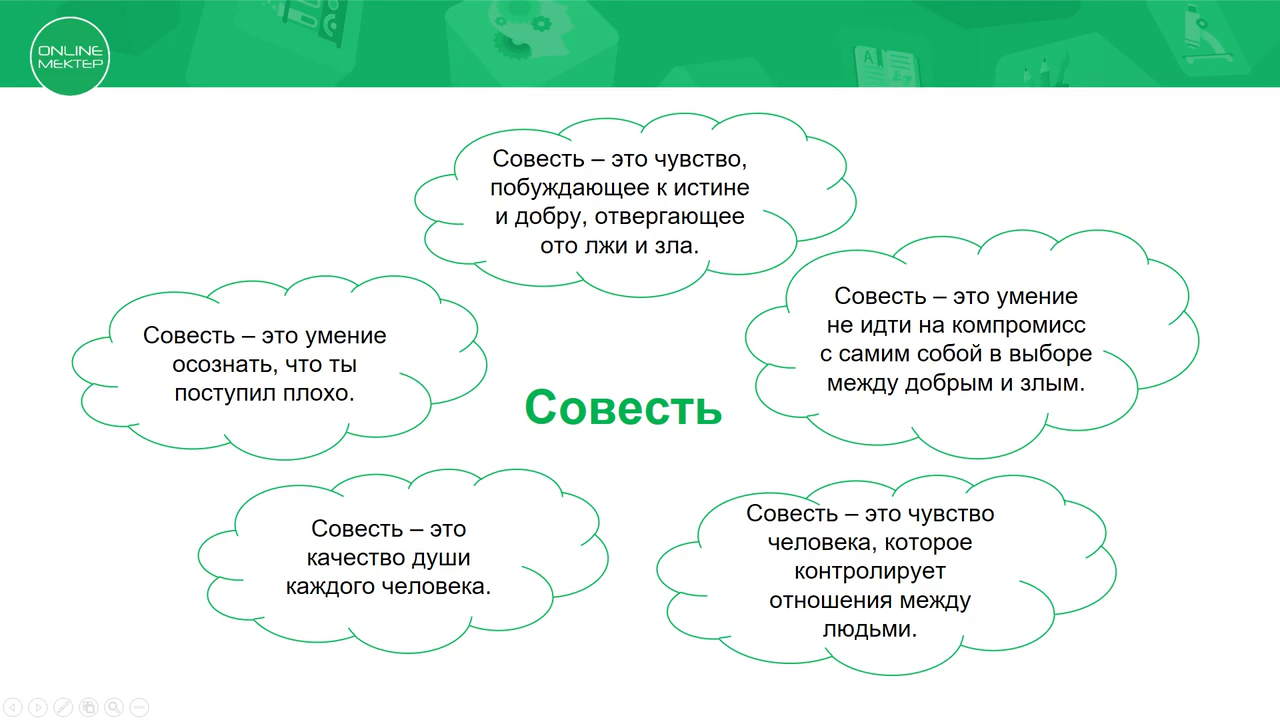 ONLINE
МЕКТЕР
Совесть – это чувство,
побуждающее к истине
и добру, отвергающее
ото лжи и зла.
Совесть – это умение
не идти на компромисс
с самим собой в выборе
между добрым и злым.
Совесть – это умение
осознать, что ты
поступил плохо.
Совесть
Совесть – это
качество души
каждого человека.
Совесть – это чувство
человека, которое
контролирует
отношения между
людьми.